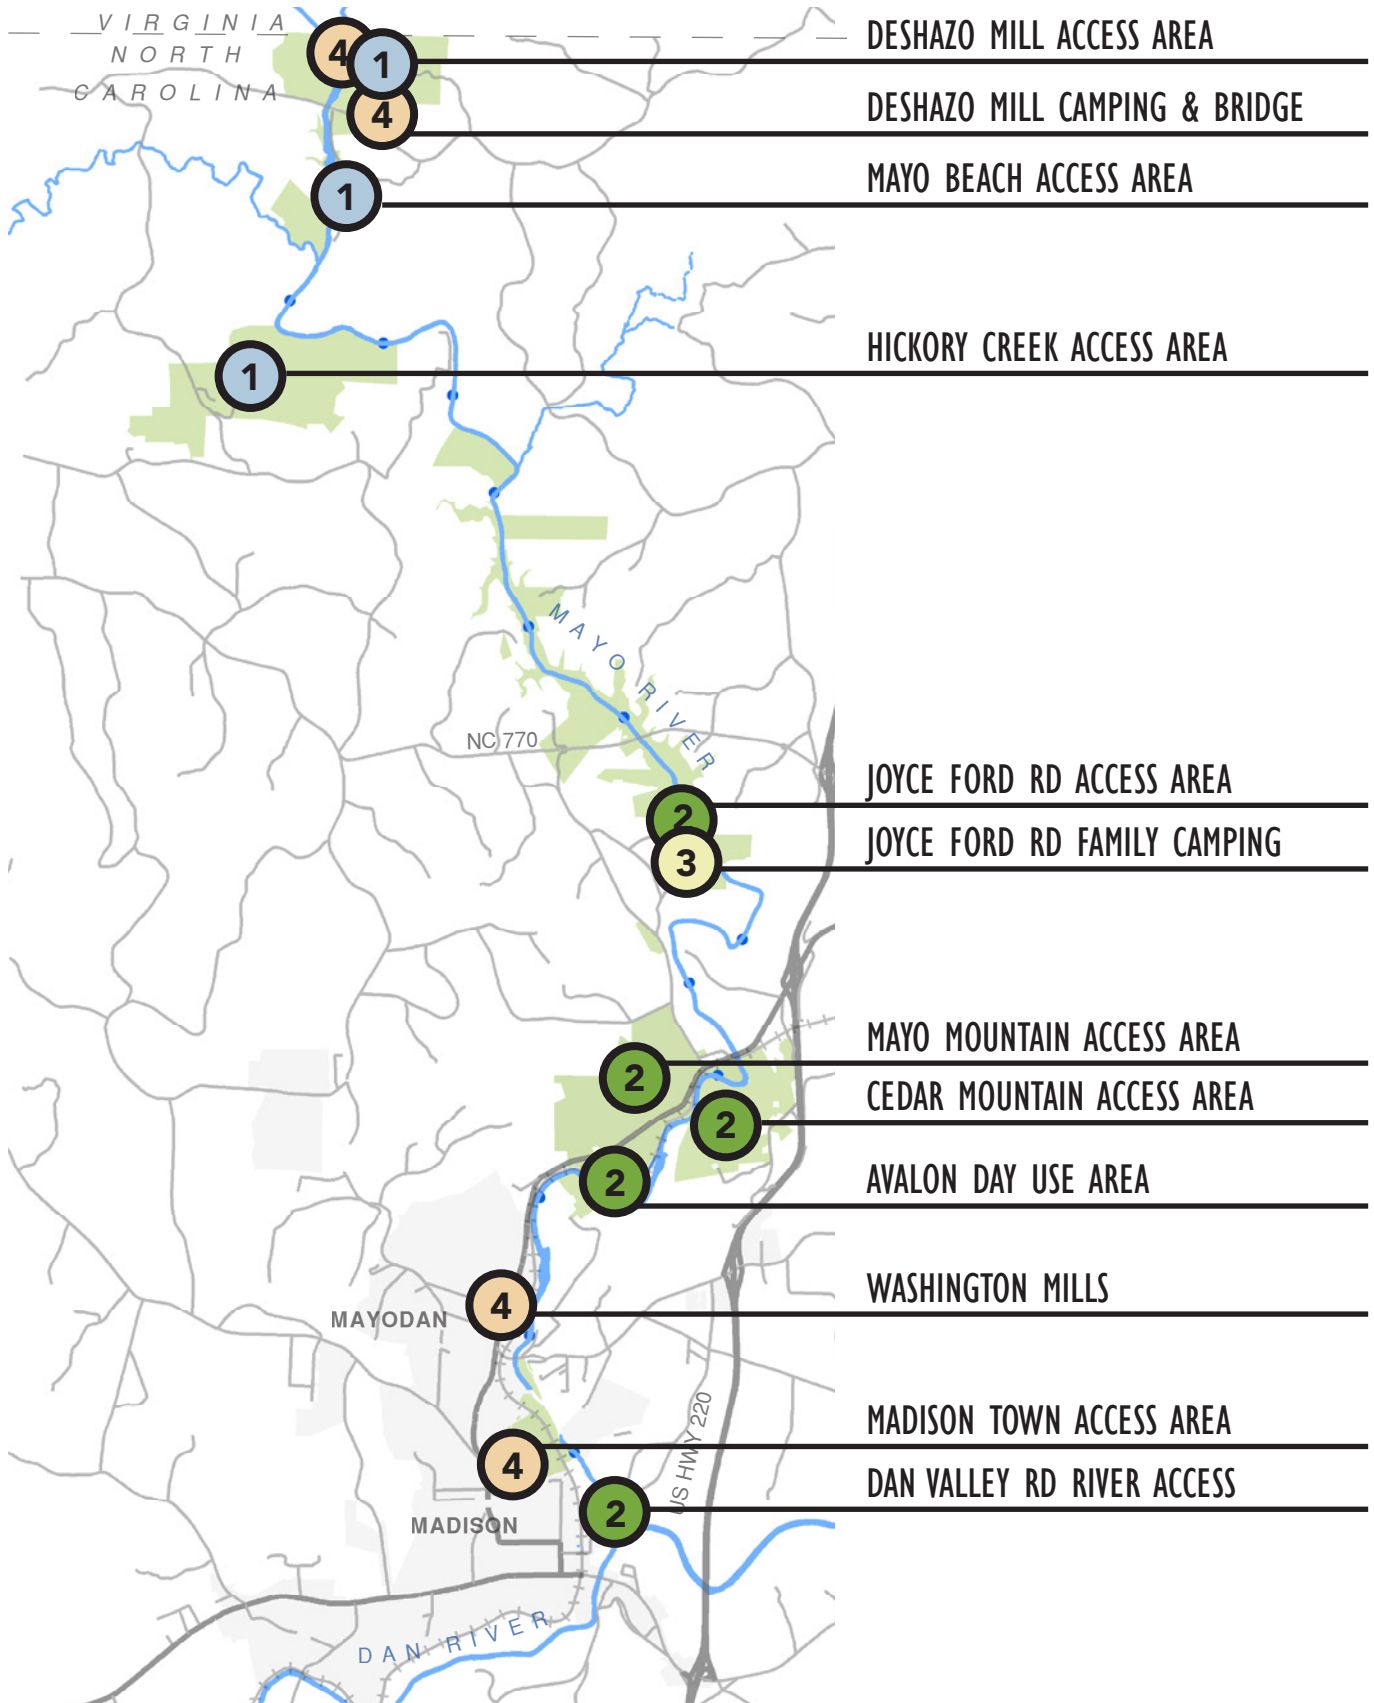 VIRGINIA
NORTH
CAROLINA
4
1
DESHAZO MILL ACCESS AREA
4
DESHAZO MILL CAMPING & BRIDGE
1
MAYO BEACH ACCESS AREA
1
HICKORY CREEK ACCESS AREA
MAYO RIVER
NC 770
2
JOYCE FORD RD ACCESS AREA
3
JOYCE FORD RD FAMILY CAMPING
2
MAYO MOUNTAIN ACCESS AREA
2
CEDAR MOUNTAIN ACCESS AREA
2
AVALON DAY USE AREA
4
WASHINGTON MILLS
MAYODAN
US HWY 220
4
MADISON TOWN ACCESS AREA
2
DAN VALLEY RD RIVER ACCESS
MADISON
DAN RIVER